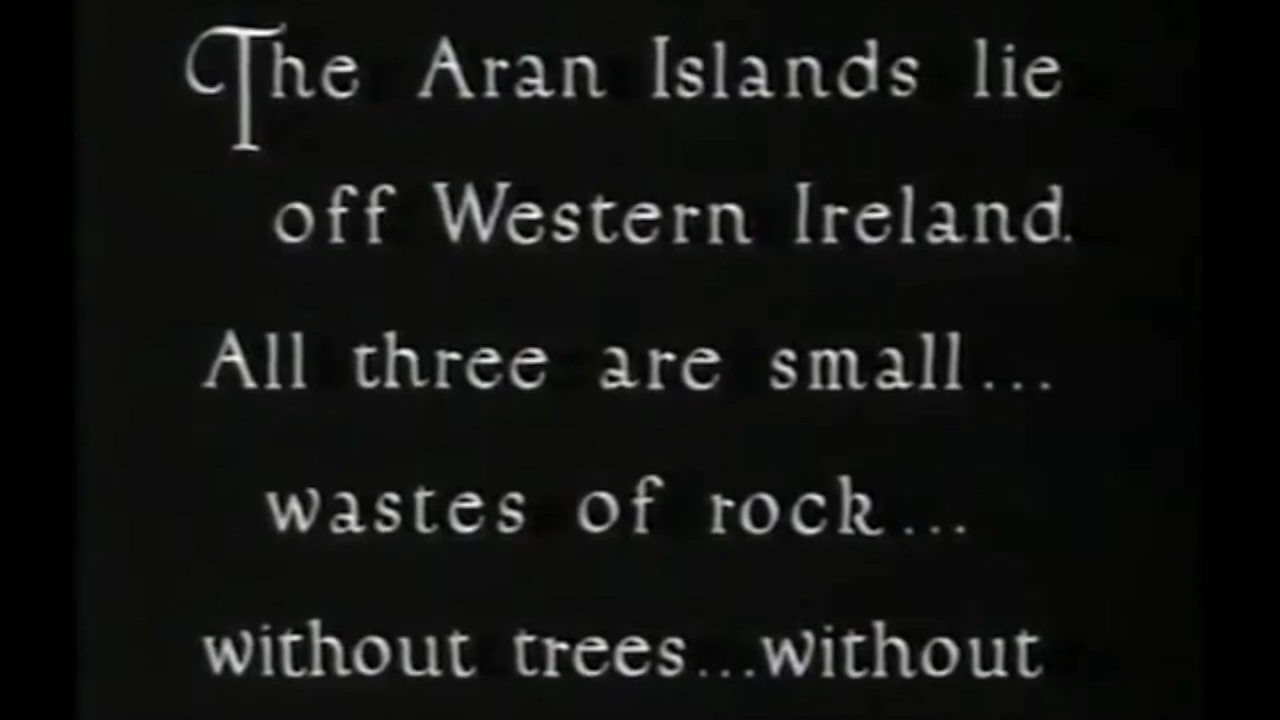 The Aran Islands lie
off Western Ireland.
All three are small...
wastes of rock...
without trees...without